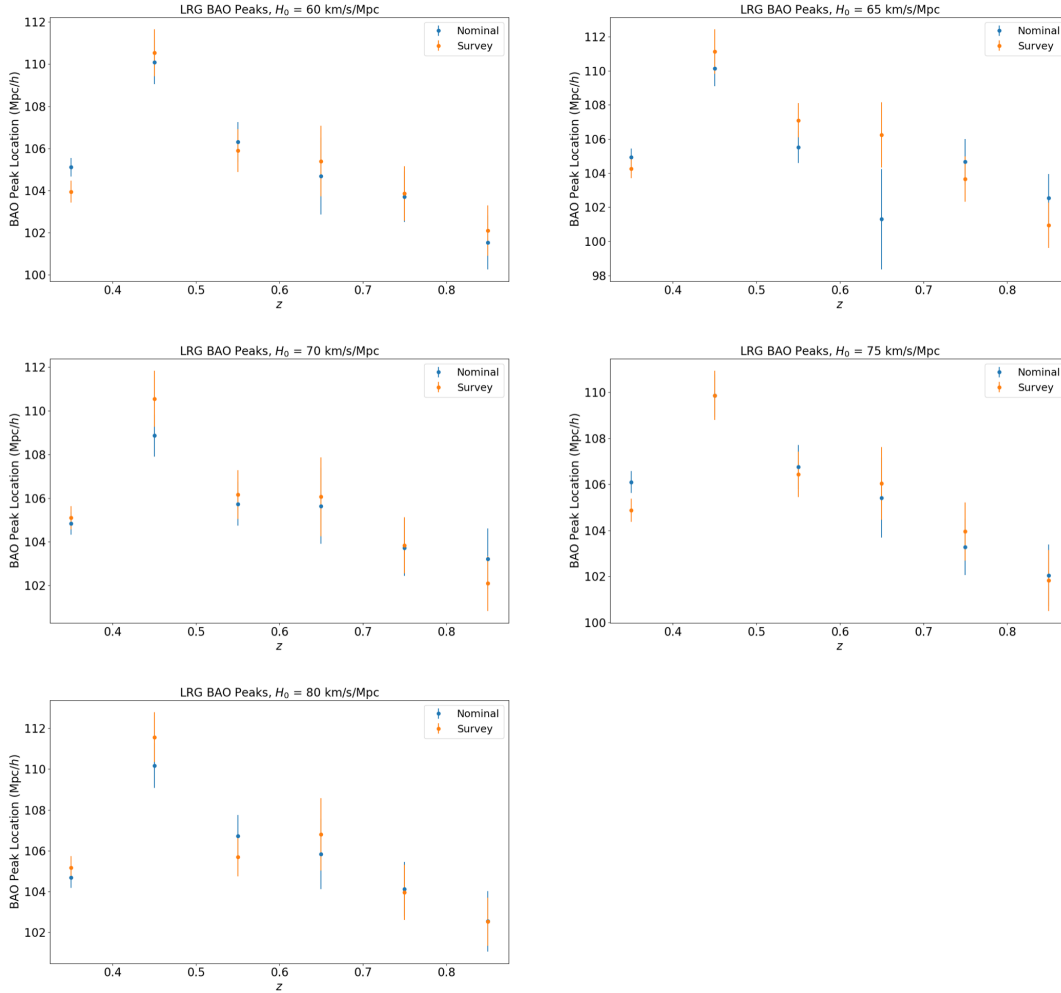 LRG BAO Peaks, H₀ = 60 km/s/Mpc
Nominal
Survey
BAO Peak Location (Mpc/h)
112
110
108
106
104
102
100
0.4 0.5 0.6 0.7 0.8
z
LRG BAO Peaks, H₀ = 65 km/s/Mpc
Nominal
Survey
BAO Peak Location (Mpc/h)
112
110
108
106
104
102
100
98
0.4 0.5 0.6 0.7 0.8
z
LRG BAO Peaks, H₀ = 70 km/s/Mpc
Nominal
Survey
BAO Peak Location (Mpc/h)
112
110
108
106
104
102
0.4 0.5 0.6 0.7 0.8
z
LRG BAO Peaks, H₀ = 75 km/s/Mpc
Nominal
Survey
BAO Peak Location (Mpc/h)
110
108
106
104
102
100
0.4 0.5 0.6 0.7 0.8
z
LRG BAO Peaks, H₀ = 80 km/s/Mpc
Nominal
Survey
BAO Peak Location (Mpc/h)
112
110
108
106
104
102
0.4 0.5 0.6 0.7 0.8
z